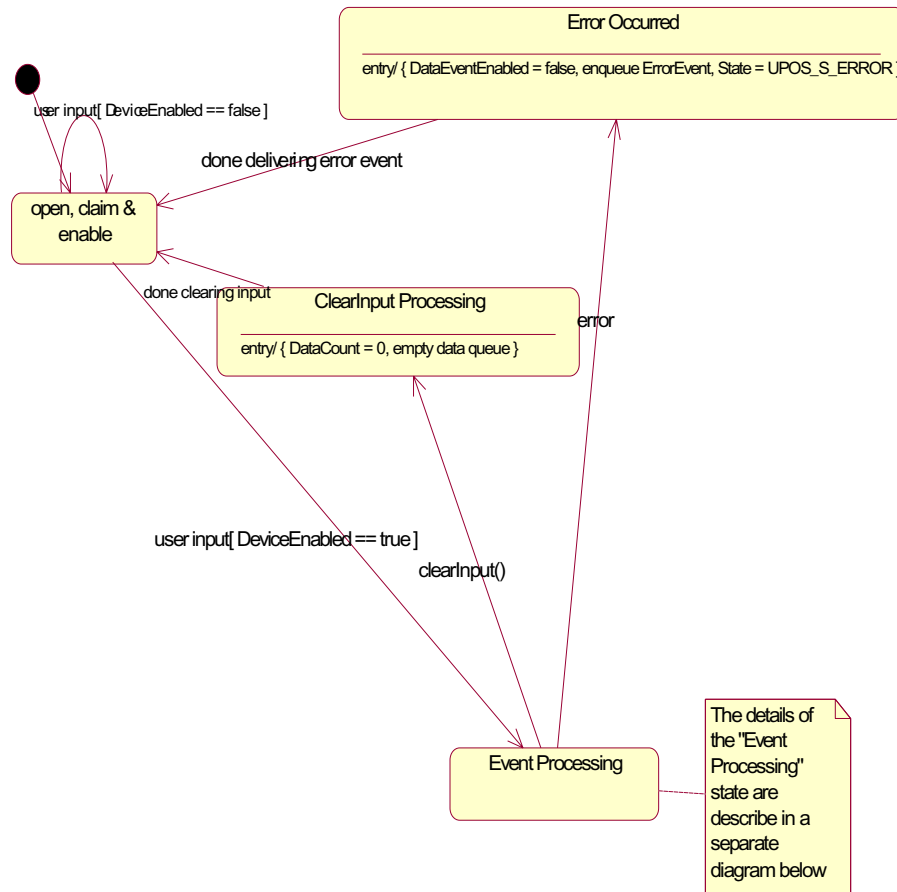 Error Occurred
entry/ { DataEventEnabled = false, enqueue ErrorEvent, State = UPOS_S_ERROR }
user input[ DeviceEnabled == false ]
done delivering error event
open, claim &
enable
done clearing input
ClearInput Processing
entry/ { DataCount = 0, empty data queue }
error
user input[ DeviceEnabled == true ]
clearInput()
Event Processing
The details of
the "Event
Processing"
state are
describe in a
separate
diagram below